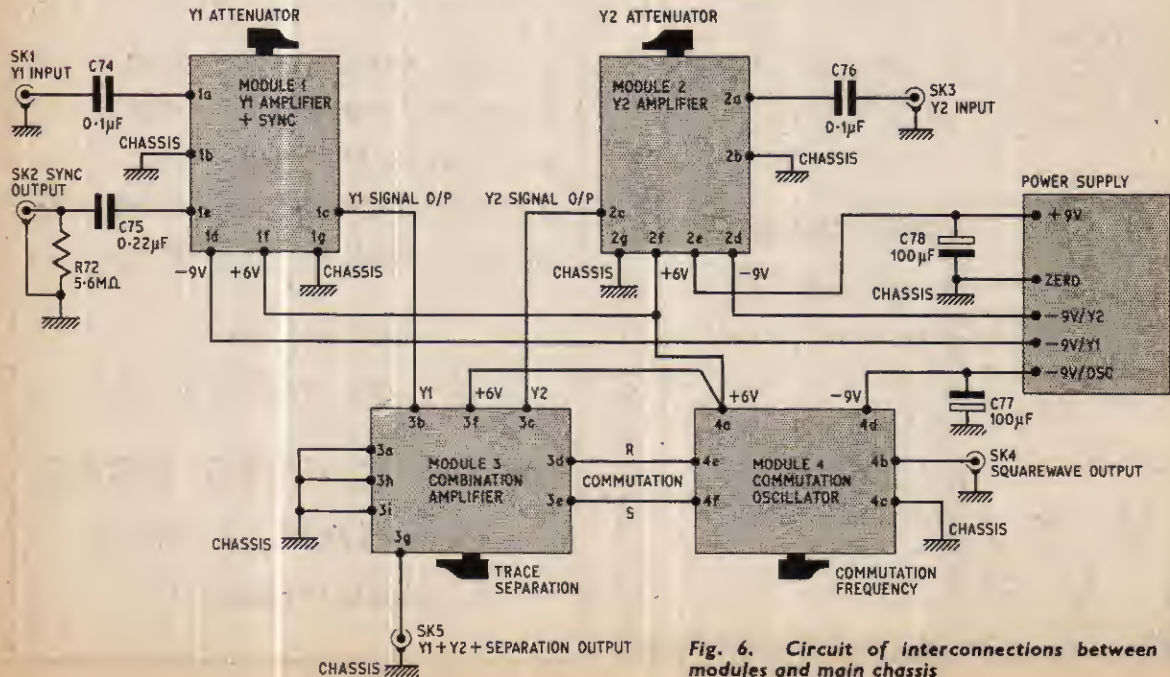 Y1 ATTENUATOR
Y2 ATTENUATOR
SK1
Y1 INPUT
C74
0·1µF
1a
MODULE 1
Y1 AMPLIFIER
+ SYNC
CHASSIS
1b
SK2 SYNC
OUTPUT
C75
0·22µF
1e
1c
Y1 SIGNAL O/P
R72
5·6MΩ
1d
1f
1g
-9V
+6V
CHASSIS
MODULE 2
Y2 AMPLIFIER
2a
C76
0·1µF
SK3
Y2 INPUT
2b
CHASSIS
Y2 SIGNAL O/P
2c
2g
2f
2e
2d
CHASSIS
+6V
-9V
POWER SUPPLY
+9V
C78
100µF
CHASSIS
ZERO
-9V/Y2
-9V/Y1
-9V/OSC
C77
100µF
Y1
+6V
Y2
3b
3f
3c
3a
3h
3i
MODULE 3
COMBINATION
AMPLIFIER
3d
3e
CHASSIS
3g
TRACE
SEPARATION
R
COMMUTATION
S
+6V
-9V
4a
4d
4e
4f
MODULE 4
COMMUTATION
OSCILLATOR
4b
4c
SK4
SQUAREWAVE OUTPUT
CHASSIS
COMMUTATION
FREQUENCY
SK5
Y1+Y2+SEPARATION OUTPUT
CHASSIS
Fig. 6. Circuit of interconnections between
modules and main chassis